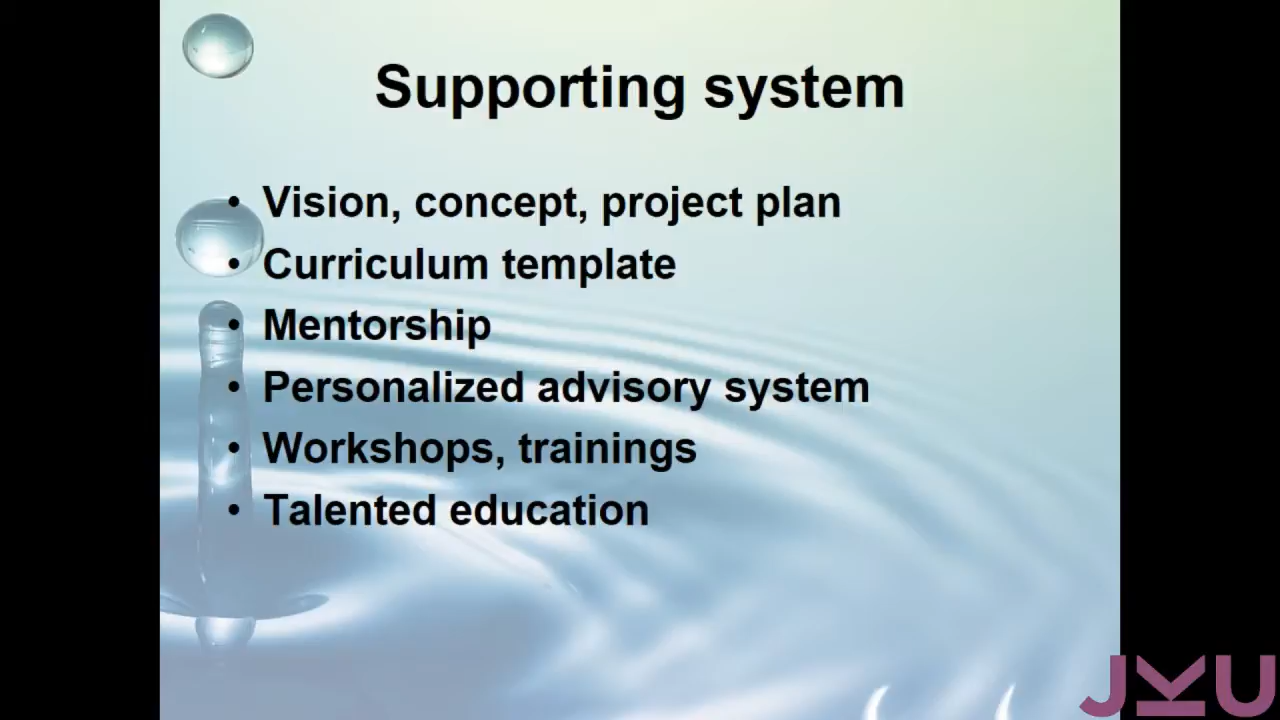 Supporting system
• Vision, concept, project plan
• Curriculum template
• Mentorship
• Personalized advisory system
• Workshops, trainings
• Talented education
JKU